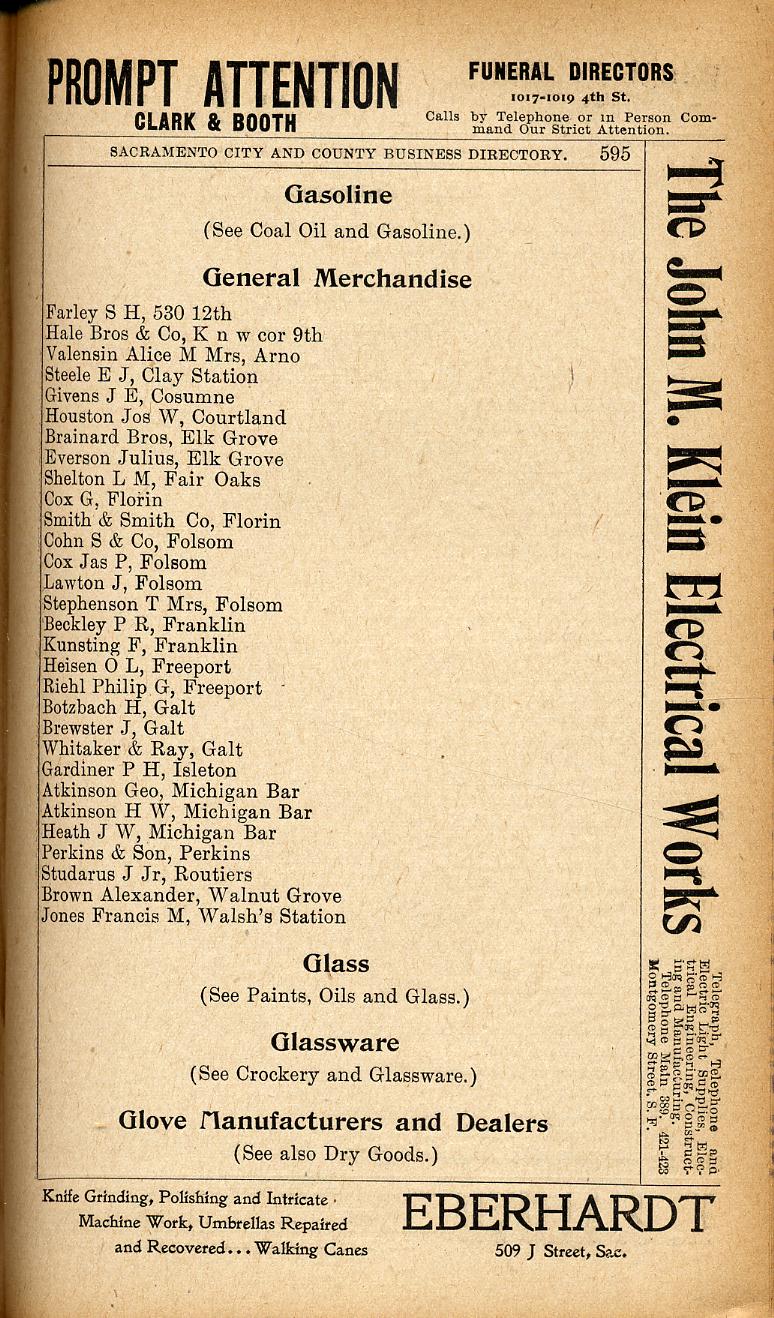 PROMPT ATTENTION
CLARK & BOOTH
FUNERAL DIRECTORS
1017-1019 4th St.
Calls by Telephone or in Person Com-
mand Our Strict Attention.
SACRAMENTO CITY AND COUNTY BUSINESS DIRECTORY. 595
Gasoline
(See Coal Oil and Gasoline.)
General Merchandise
Farley S H, 530 12th
Hale Bros & Co, K n w cor 9th
Valensin Alice M Mrs, Arno
Steele E J, Clay Station
Givens J E, Cosumne
Houston Jos W, Courtland
Brainard Bros, Elk Grove
Everson Julius, Elk Grove
Shelton L M, Fair Oaks
Cox G, Florin
Smith & Smith Co, Florin
Cohn S & Co, Folsom
Cox Jas P, Folsom
Lawton J, Folsom
Stephenson T Mrs, Folsom
Beckley P R, Franklin
Kunsting F, Franklin
Heisen O L, Freeport
Riehl Philip G, Freeport
Botzbach H, Galt
Brewster J, Galt
Whitaker & Ray, Galt
Gardiner P H, Isleton
Atkinson Geo, Michigan Bar
Atkinson H W, Michigan Bar
Heath J W, Michigan Bar
Perkins & Son, Perkins
Studarus J Jr, Routiers
Brown Alexander, Walnut Grove
Jones Francis M, Walsh's Station
Glass
(See Paints, Oils and Glass.)
Glassware
(See Crockery and Glassware.)
Glove Manufacturers and Dealers
(See also Dry Goods.)
The John M. Klein Electrical Works
Telegraph, Telephone and
Electric Light Supplies, Elec-
trical Engineering, Construct-
ing and Manufacturing.
Telephone Main 389. 421-423
Montgomery Street, S. F.
Knife Grinding, Polishing and Intricate
Machine Work, Umbrellas Repaired
and Recovered... Walking Canes
EBERHARDT
509 J Street, Sac.